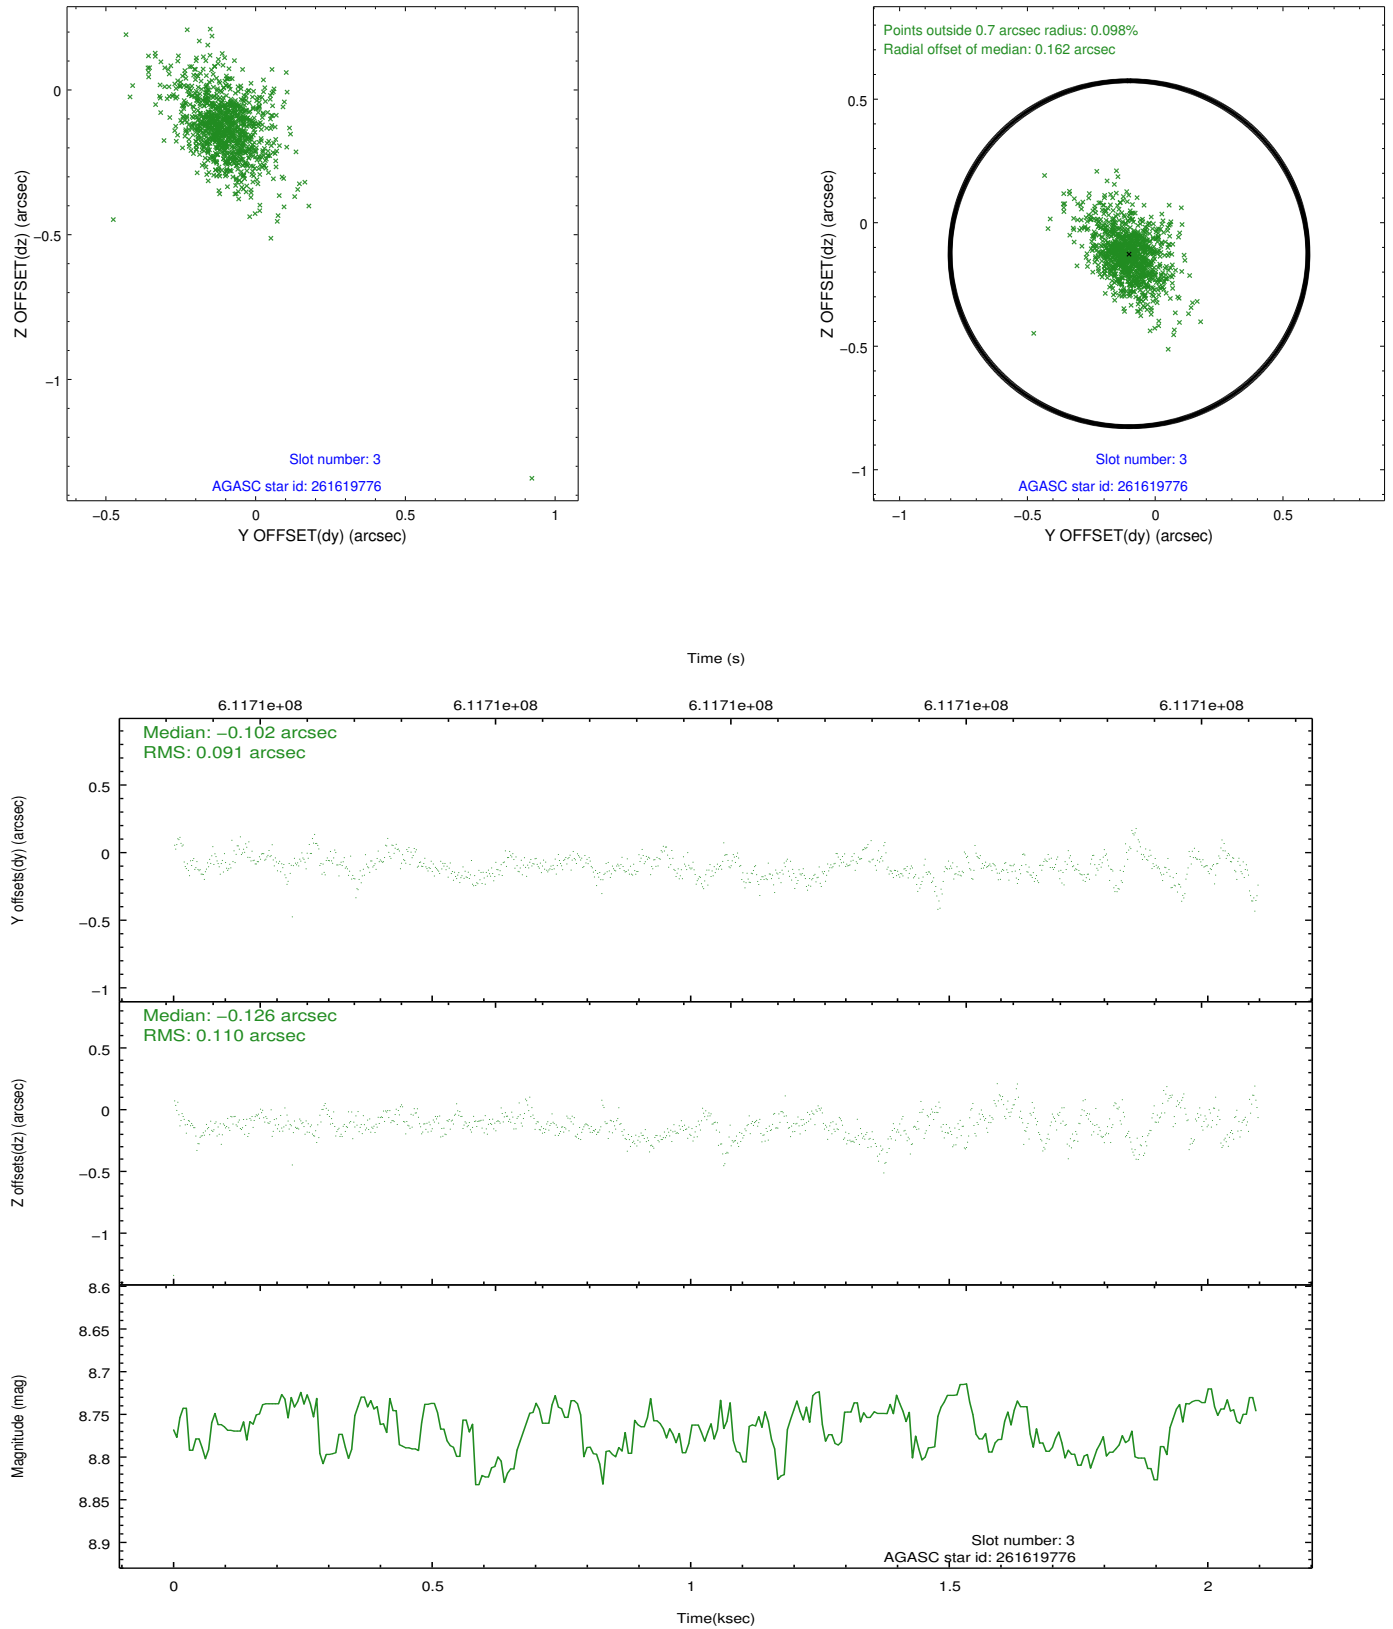 0
−0.5
−1
−0.5
0
0.5
1
Z OFFSET(dz) (arcsec)
Y OFFSET(dy) (arcsec)
Slot number: 3
AGASC star id: 261619776
Points outside 0.7 arcsec radius: 0.098%
Radial offset of median: 0.162 arcsec
0.5
0
−0.5
−1
−1
−0.5
0
0.5
Z OFFSET(dz) (arcsec)
Y OFFSET(dy) (arcsec)
Slot number: 3
AGASC star id: 261619776
Time (s)
6.1171e+08
6.1171e+08
6.1171e+08
6.1171e+08
6.1171e+08
Median: −0.102 arcsec
RMS: 0.091 arcsec
0.5
0
−0.5
−1
Y offsets(dy) (arcsec)
Median: −0.126 arcsec
RMS: 0.110 arcsec
0.5
0
−0.5
−1
Z offsets(dz) (arcsec)
8.6
8.65
8.7
8.75
8.8
8.85
8.9
Magnitude (mag)
Slot number: 3
AGASC star id: 261619776
0
0.5
1
1.5
2
Time(ksec)